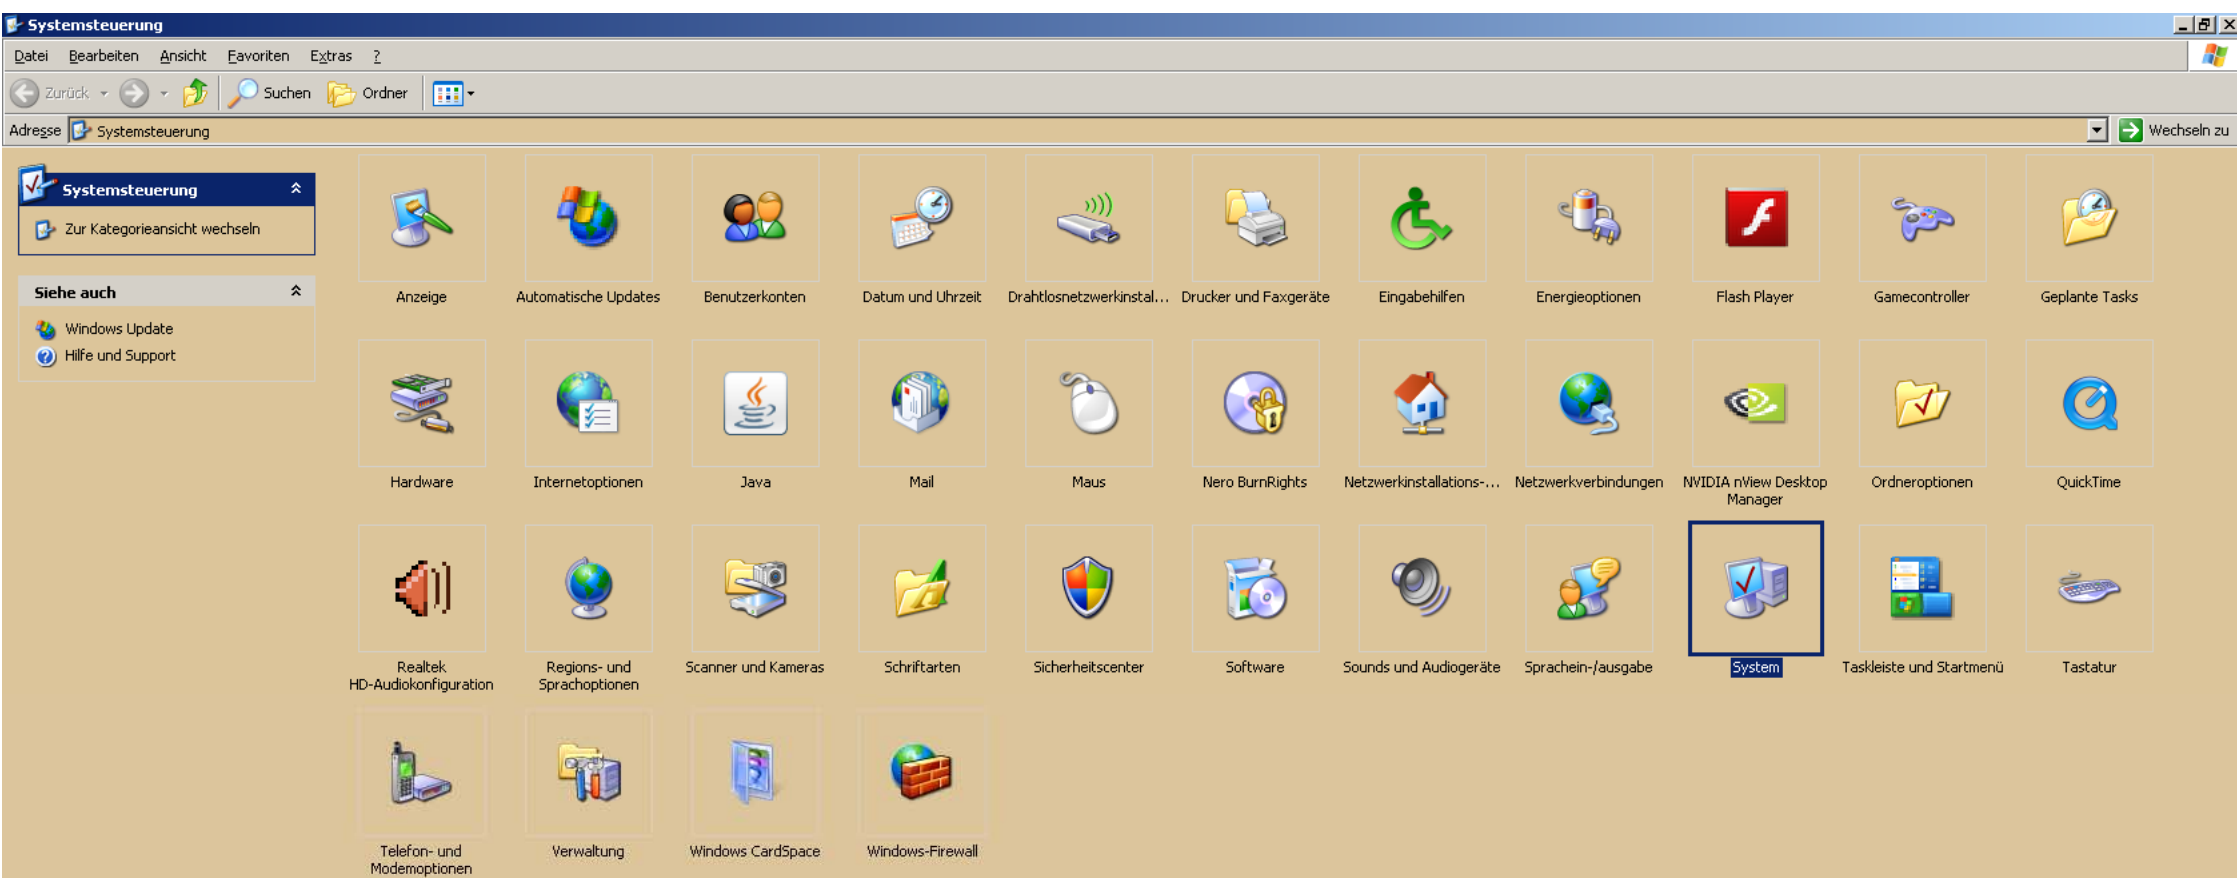 Systemsteuerung
Datei Bearbeiten Ansicht Favoriten Extras ?
Zurück Suchen Ordner
Adresse Systemsteuerung Wechseln zu
Systemsteuerung
Zur Kategorieansicht wechseln
Siehe auch
Windows Update
Hilfe und Support
Anzeige
Automatische Updates
Benutzerkonten
Datum und Uhrzeit
Drahtlosnetzwerkinstal...
Drucker und Faxgeräte
Eingabehilfen
Energieoptionen
Flash Player
Gamecontroller
Geplante Tasks
Hardware
Internetoptionen
Java
Mail
Maus
Nero BurnRights
Netzwerkinstallations-...
Netzwerkverbindungen
NVIDIA nView Desktop
Manager
Ordneroptionen
QuickTime
Realtek
HD-Audiokonfiguration
Regions- und
Sprachoptionen
Scanner und Kameras
Schriftarten
Sicherheitscenter
Software
Sounds und Audiogeräte
Sprachein-/ausgabe
System
Taskleiste und Startmenü
Tastatur
Telefon- und
Modemoptionen
Verwaltung
Windows CardSpace
Windows-Firewall